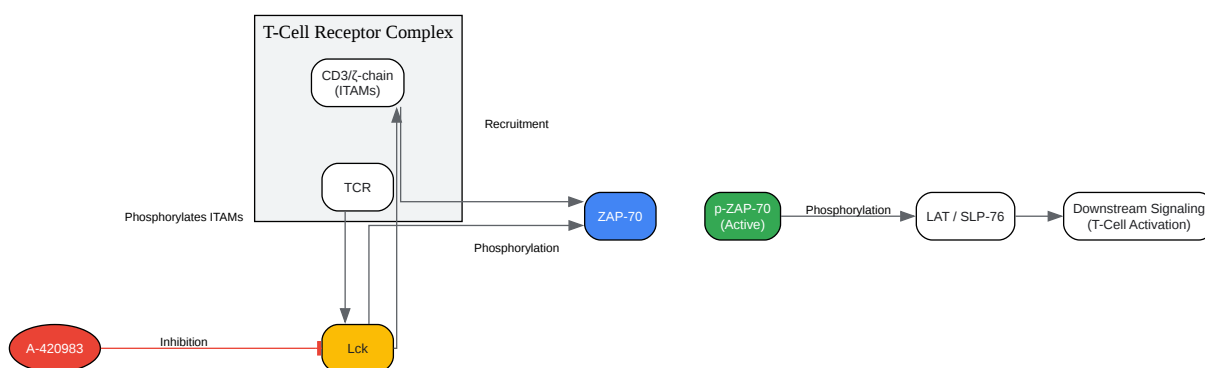 T-Cell Receptor Complex
CD3/ζ-chain
(ITAMs)
Recruitment
TCR
Phosphorylates ITAMs
ZAP-70
p-ZAP-70
(Active)
Phosphorylation
LAT / SLP-76
Downstream Signaling
(T-Cell Activation)
Phosphorylation
A-420983
Inhibition
Lck